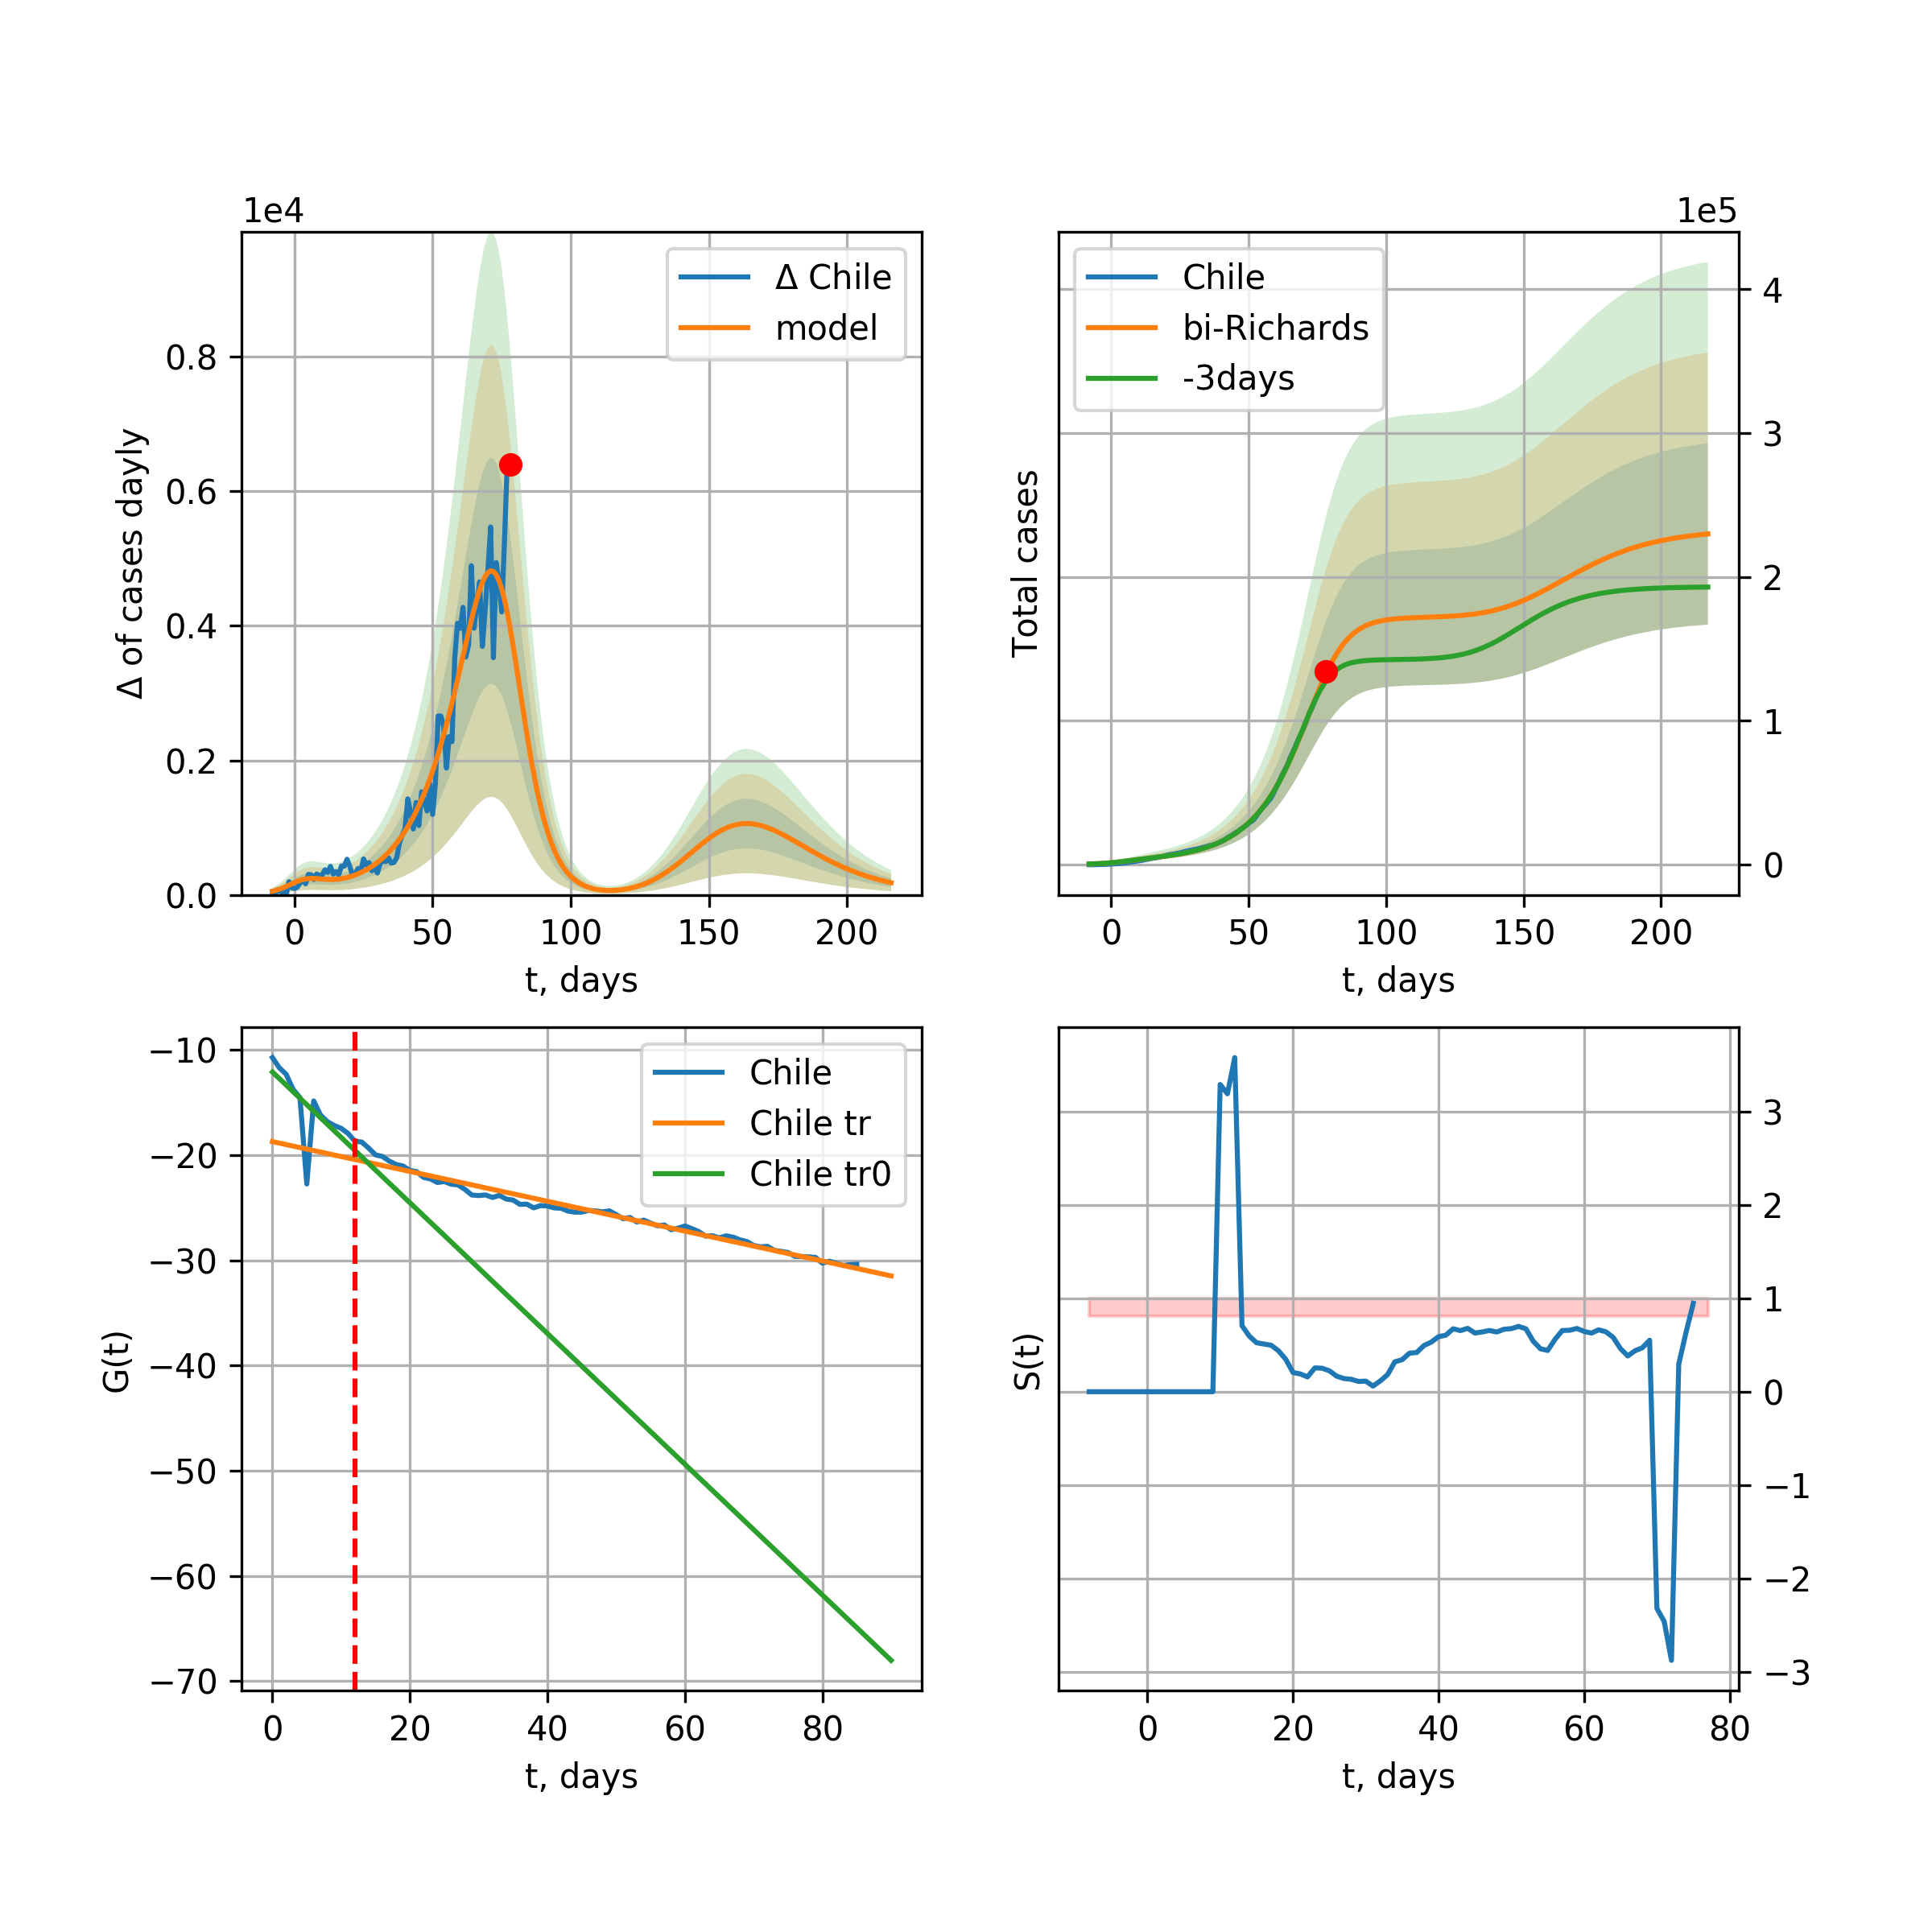 1e4
Δ of cases dayly
0.8
0.6
0.4
0.2
0.0
0 50 100 150 200
t, days
Δ Chile
model
1e5
Total cases
4
3
2
1
0
0 50 100 150 200
t, days
Chile
bi-Richards
-3days
G(t)
−10
−20
−30
−40
−50
−60
−70
0 20 40 60 80
t, days
Chile
Chile tr
Chile tr0
S(t)
3
2
1
0
−1
−2
−3
0 20 40 60 80
t, days